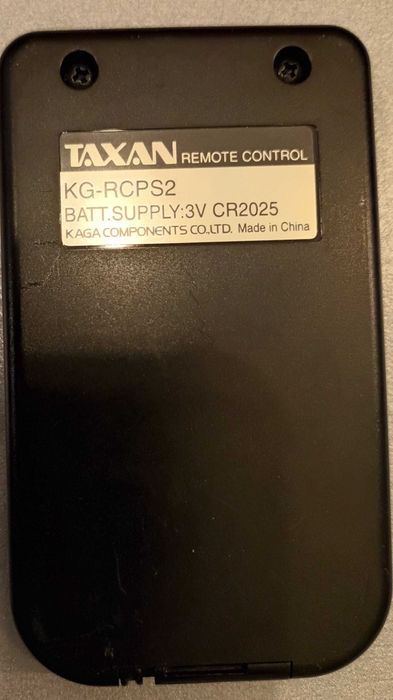 TAXAN REMOTE CONTROL
KG-RCPS2
BATT.SUPPLY:3V CR2025
KAGA COMPONENTS CO.,LTD. Made in China